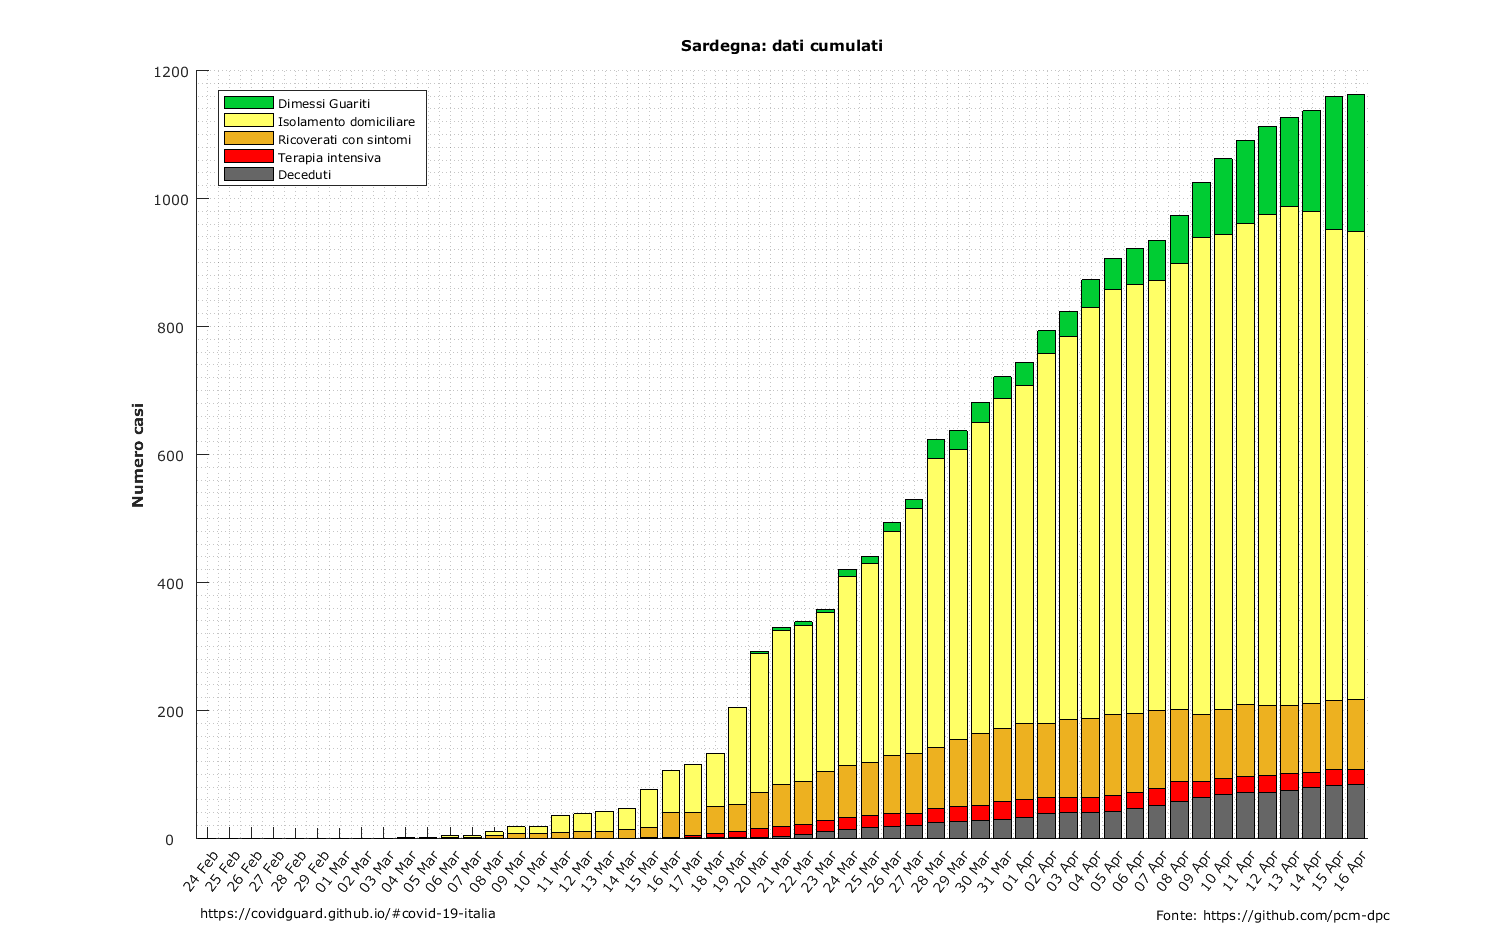 Sardegna: dati cumulati
1200
1000
800
600
400
200
0
Numero casi
Dimessi Guariti
Isolamento domiciliare
Ricoverati con sintomi
Terapia intensiva
Deceduti
24 Feb
25 Feb
26 Feb
27 Feb
28 Feb
29 Feb
01 Mar
02 Mar
03 Mar
04 Mar
05 Mar
06 Mar
07 Mar
08 Mar
09 Mar
10 Mar
11 Mar
12 Mar
13 Mar
14 Mar
15 Mar
16 Mar
17 Mar
18 Mar
19 Mar
20 Mar
21 Mar
22 Mar
23 Mar
24 Mar
25 Mar
26 Mar
27 Mar
28 Mar
29 Mar
30 Mar
31 Mar
01 Apr
02 Apr
03 Apr
04 Apr
05 Apr
06 Apr
07 Apr
08 Apr
09 Apr
10 Apr
11 Apr
12 Apr
13 Apr
14 Apr
15 Apr
16 Apr
https://covidguard.github.io/#covid-19-italia
Fonte: https://github.com/pcm-dpc